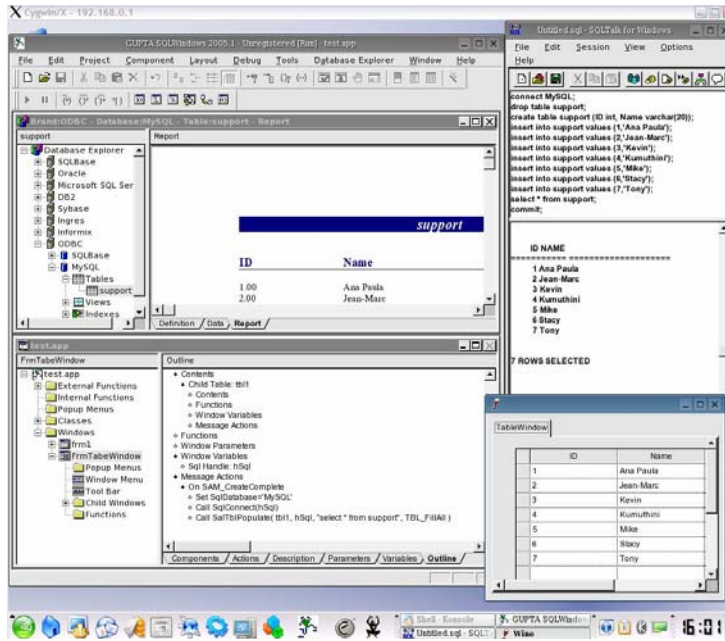 Cygwin/X - 192.168.0.1
GUPTA SQLWindows 2005.1 - Unregistered [Run] - test.app
File Edit Project Component Layout Debug Tools Database Explorer Window Help
Brand:ODBC - Database:MySQL - Table:support - Report
support
Database Explorer
SQLBase
Oracle
Microsoft SQL Ser
DB2
Sybase
Ingres
Informix
ODBC
SQLBase
MySQL
Tables
support
Views
Indexes
Report
support
ID Name
1.00 Ana Paula
2.00 Jean-Marc
Definition Data Report
test.app
FrmTabeWindow
test.app
External Functions
Internal Functions
Popup Menus
Classes
Windows
frm1
FrmTabeWindow
Popup Menus
Window Menu
Tool Bar
Child Windows
Functions
Outline
Contents
Child Table: tbl1
Contents
Functions
Window Variables
Message Actions
Functions
Window Parameters
Window Variables
Sql Handle: hSql
Message Actions
On SAM_CreateComplete
Set SqlDatabase='MySQL'
Call SqlConnect(hSql)
Call SalTblPopulate( tbl1, hSql, "select * from support", TBL_FillAll )
Components Actions Description Parameters Variables Outline
Untitled.sql - SQLTalk for Windows
File Edit Session View Options
Help
connect MySQL;
drop table support;
create table support (ID int, Name varchar(20));
insert into support values (1,'Ana Paula');
insert into support values (2,'Jean-Marc');
insert into support values (3,'Kevin');
insert into support values (4,'Kumuthini');
insert into support values (5,'Mike');
insert into support values (6,'Stacy');
insert into support values (7,'Tony');
select * from support;
commit;
ID NAME
1 Ana Paula
2 Jean-Marc
3 Kevin
4 Kumuthini
5 Mike
6 Stacy
7 Tony
7 ROWS SELECTED
TableWindow
ID Name
1 Ana Paula
2 Jean-Marc
3 Kevin
4 Kumuthini
5 Mike
6 Stacy
7 Tony
Shell - Konsole
GUPTA SQLWindow
Untitled.sql - SQLT
Wine